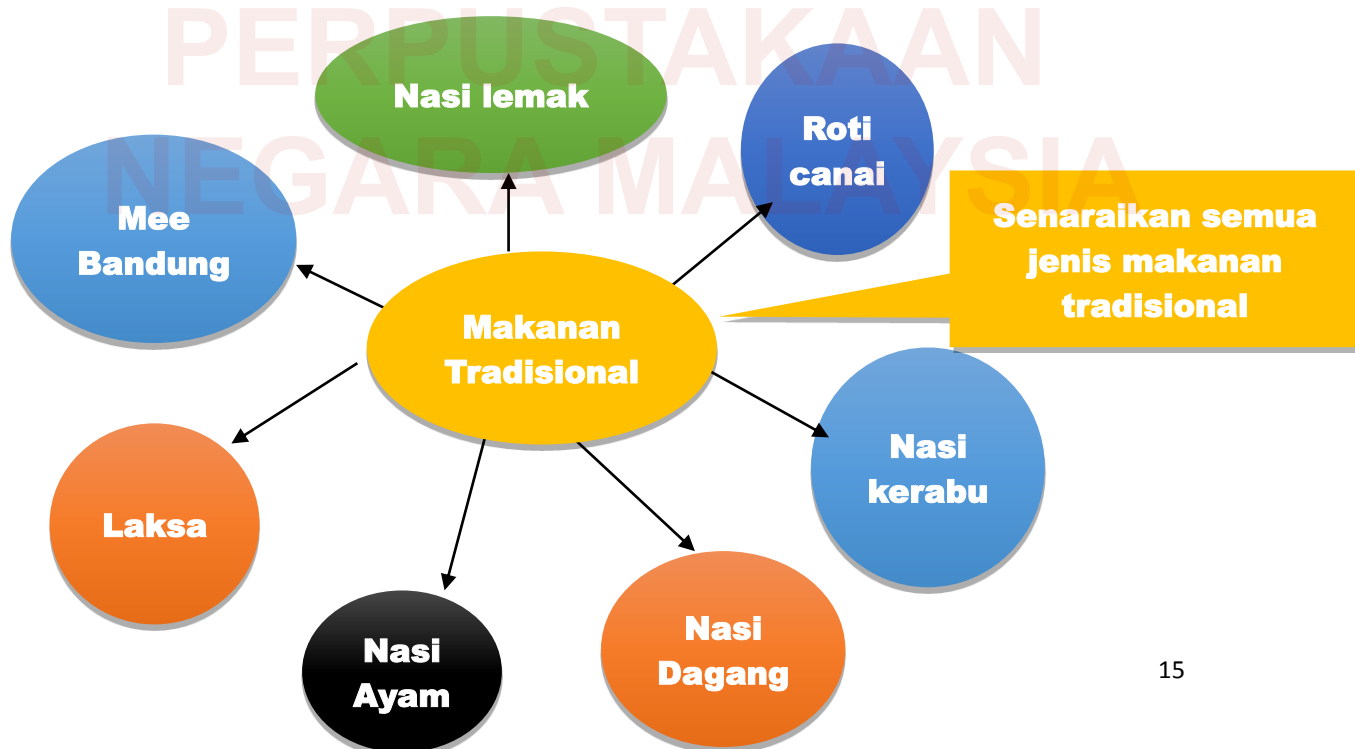 PERPUSTAKAAN
NEGARA MALAYSIA
Nasi lemak
Roti
canai
Mee
Bandung
Senaraikan semua
jenis makanan
tradisional
Makanan
Tradisional
Nasi
kerabu
Laksa
Nasi
Ayam
Nasi
Dagang
15